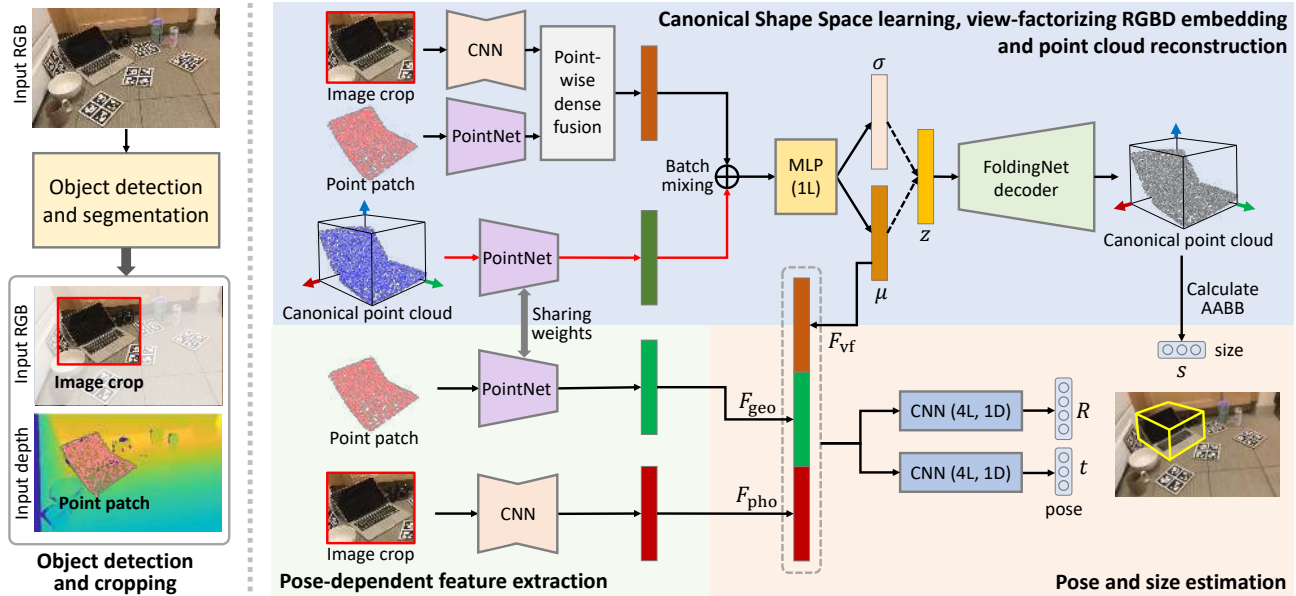 Input RGB
Object detection
and segmentation
Input RGB
Image crop
Input depth
Point patch
Object detection
and cropping
Canonical Shape Space learning, view-factorizing RGBD embedding
and point cloud reconstruction
Image crop
CNN
Point-
wise
dense
fusion
Point patch
PointNet
Batch
mixing
MLP
(1L)
σ
μ
z
FoldingNet
decoder
Canonical point cloud
Canonical point cloud
PointNet
Sharing
weights
Calculate
AABB
size
s
F_vf
Point patch
PointNet
F_geo
Image crop
CNN
F_pho
Pose-dependent feature extraction
CNN (4L, 1D)
R
CNN (4L, 1D)
t
pose
Pose and size estimation